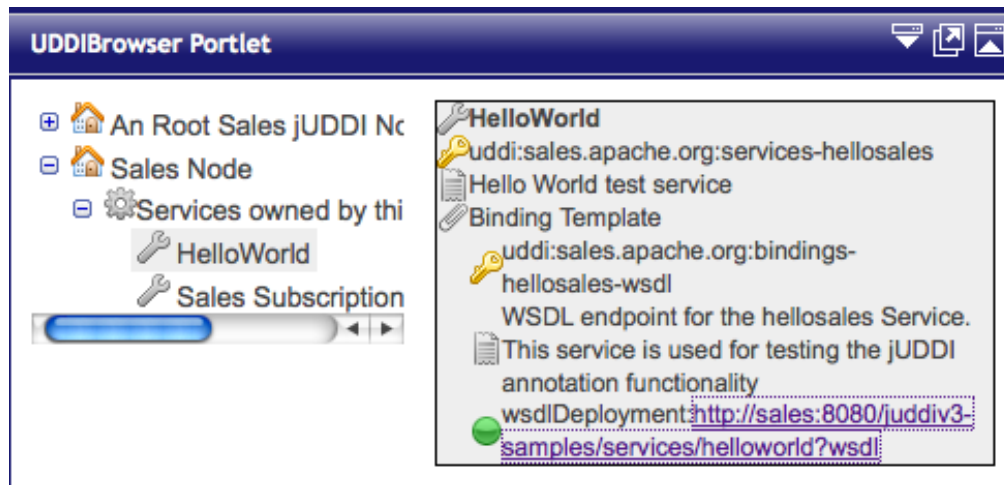 UDDIBrowser Portlet
An Root Sales jUDDI Nc
Sales Node
Services owned by thi
HelloWorld
Sales Subscription
HelloWorld
uddi:sales.apache.org:services-hellosales
Hello World test service
Binding Template
uddi:sales.apache.org:bindings-
hellosales-wsdl
WSDL endpoint for the hellosales Service.
This service is used for testing the jUDDI
annotation functionality
wsdlDeployment:http://sales:8080/juddiv3-
samples/services/helloworld?wsdl